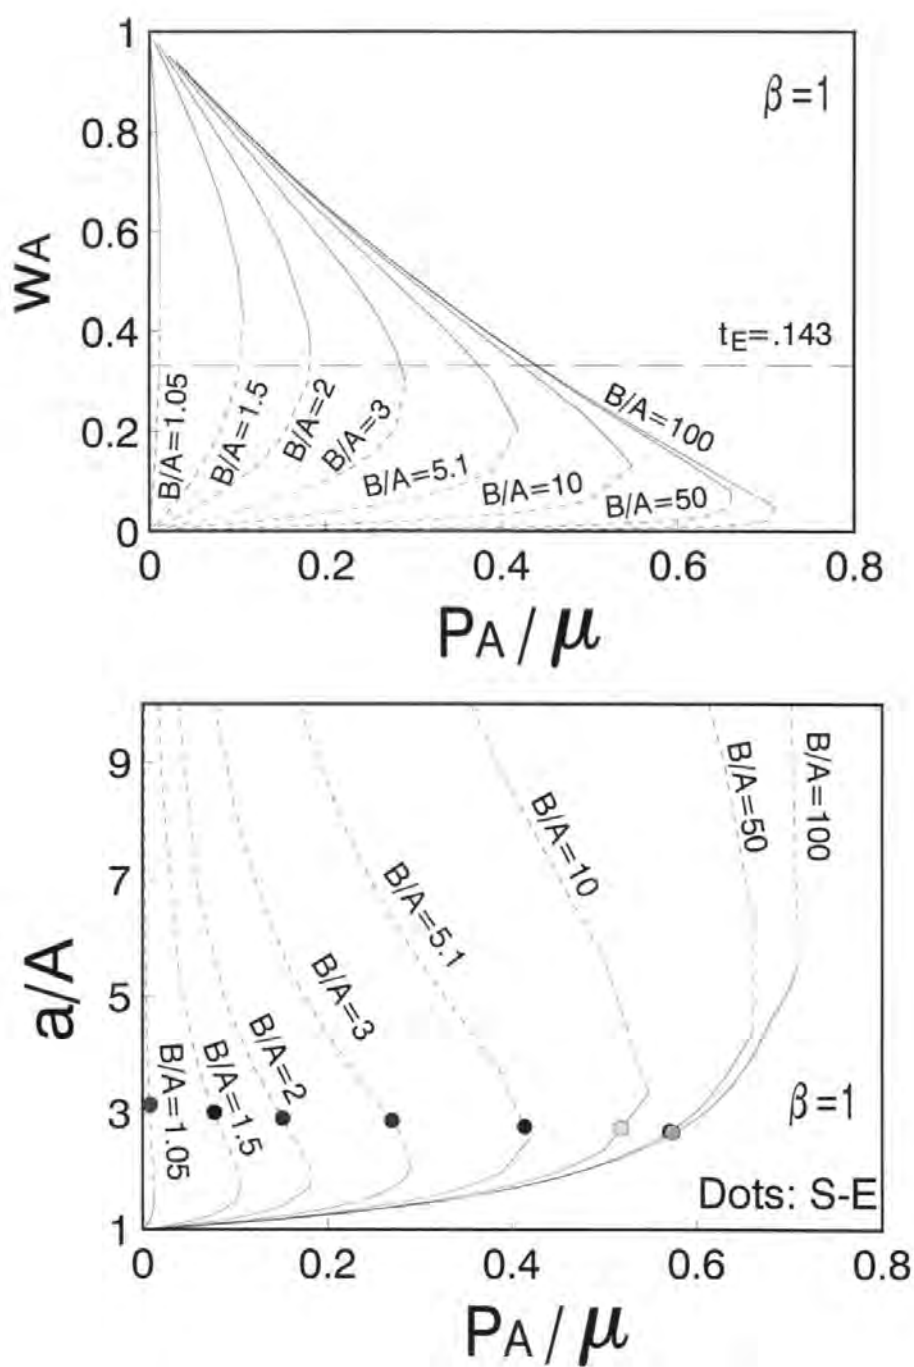 1
β=1
0.8
0.6
wA
0.4
tE=.143
B/A=1.05
B/A=1.5
B/A=2
B/A=3
B/A=100
0.2
B/A=5.1
B/A=10
B/A=50
0
0 0.2 0.4 0.6 0.8
PA / μ
9
B/A=50
B/A=100
B/A=10
7
B/A=5.1
a/A
5
B/A=3
B/A=2
B/A=1.5
B/A=1.05
3
β=1
Dots: S-E
1
0 0.2 0.4 0.6 0.8
PA / μ